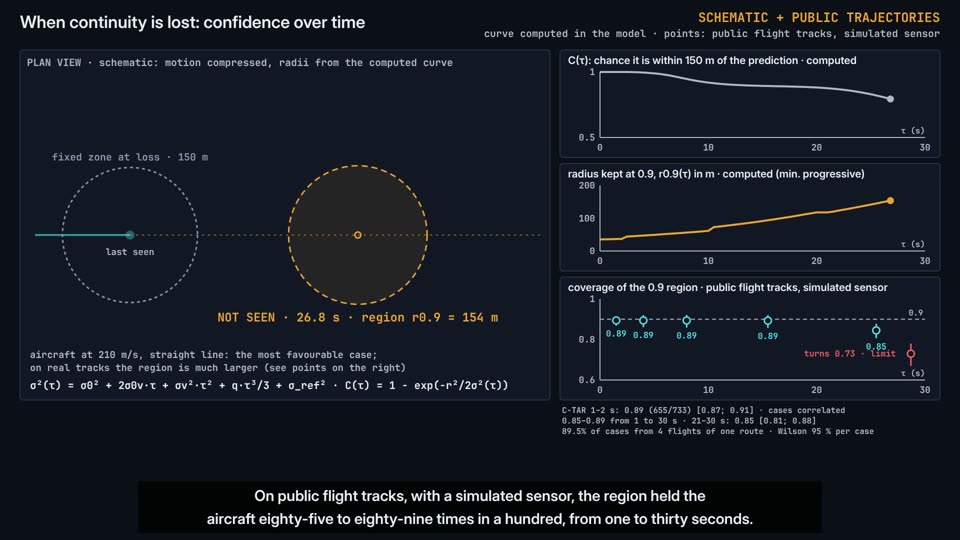 When continuity is lost: confidence over time
SCHEMATIC + PUBLIC TRAJECTORIES
curve computed in the model · points: public flight tracks, simulated sensor
PLAN VIEW · schematic: motion compressed, radii from the computed curve
fixed zone at loss · 150 m
last seen
NOT SEEN · 26.8 s · region r0.9 = 154 m
aircraft at 210 m/s, straight line: the most favourable case;
on real tracks the region is much larger (see points on the right)
σ²(τ) = σ0² + 2σ0v·τ + σv²·τ² + q·τ³/3 + σ_ref² · C(τ) = 1 - exp(-r²/2σ²(τ))
C(τ): chance it is within 150 m of the prediction · computed
1
0.5
τ (s)
0 10 20 30
radius kept at 0.9, r0.9(τ) in m · computed (min. progressive)
200
100
0
τ (s)
0 10 20 30
coverage of the 0.9 region · public flight tracks, simulated sensor
1
0.9
0.8
0.89 0.89 0.89 0.89 0.85
turns 0.73 · limit
τ (s)
0.6
0 10 20 30
C-TAR 1–2 s: 0.89 (655/733) [0.87; 0.91] · cases correlated
0.85–0.89 from 1 to 30 s · 21–30 s: 0.85 [0.81; 0.88]
89.5% of cases from 4 flights of one route · Wilson 95 % per case
On public flight tracks, with a simulated sensor, the region held the
aircraft eighty-five to eighty-nine times in a hundred, from one to thirty seconds.